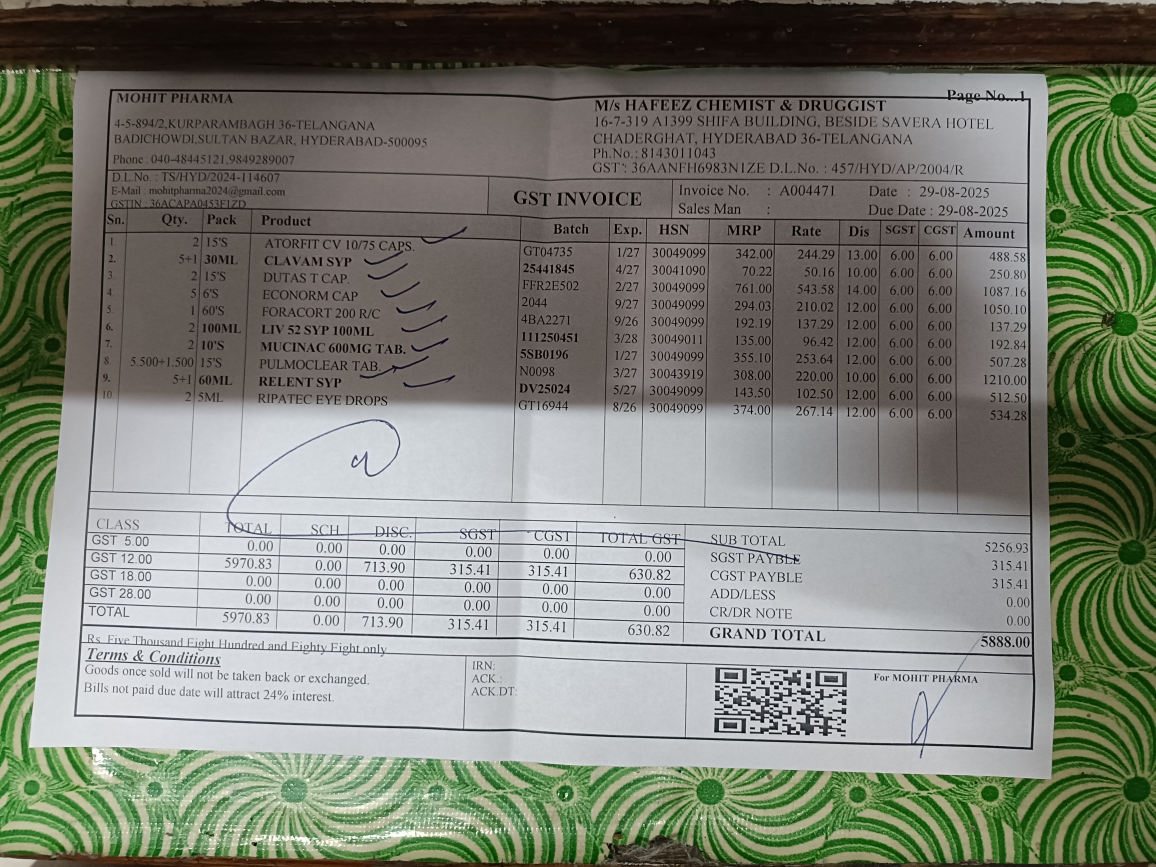 Page No...1
MOHIT PHARMA
4-5-894/2,KURPARAMBAGH 36-TELANGANA
BADICHOWDI,SULTAN BAZAR, HYDERABAD-500095
Phone : 040-48445121,9849289007
D.L.No. : TS/HYD/2024-114607
E-Mail : mohitpharma2024@gmail.com
GSTIN : 36ACAPA0453F1ZD
M/s HAFEEZ CHEMIST & DRUGGIST
16-7-319 A1399 SHIFA BUILDING, BESIDE SAVERA HOTEL
CHADERGHAT, HYDERABAD 36-TELANGANA
Ph.No.: 8143011043
GST : 36AANFH6983N1ZE D.L.No. : 457/HYD/AP/2004/R
GST INVOICE
Invoice No. : A004471 Date : 29-08-2025
Sales Man : Due Date : 29-08-2025
Sn. Qty. Pack Product Batch Exp. HSN MRP Rate Dis SGST CGST Amount
1 2 15'S ATORFIT CV 10/75 CAPS. GT04735 1/27 30049099 342.00 244.29 13.00 6.00 6.00 488.58
2. 5+1 30ML CLAVAM SYP 25441845 4/27 30041090 70.22 50.16 10.00 6.00 6.00 250.80
3 2 15'S DUTAS T CAP. FFR2E502 2/27 30049099 761.00 543.58 14.00 6.00 6.00 1087.16
4 5 6'S ECONORM CAP 2044 9/27 30049099 294.03 210.02 12.00 6.00 6.00 1050.10
5 1 60'S FORACORT 200 R/C 4BA2271 9/26 30049099 192.19 137.29 12.00 6.00 6.00 137.29
6. 2 100ML LIV 52 SYP 100ML 111250451 3/28 30049011 135.00 96.42 12.00 6.00 6.00 192.84
7. 2 10'S MUCINAC 600MG TAB. 5SB0196 1/27 30049099 355.10 253.64 12.00 6.00 6.00 507.28
8. 5.500+1.500 15'S PULMOCLEAR TAB. N0098 3/27 30043919 308.00 220.00 10.00 6.00 6.00 1210.00
9. 5+1 60ML RELENT SYP DV25024 5/27 30049099 143.50 102.50 12.00 6.00 6.00 512.50
10 2 5ML RIPATEC EYE DROPS GT16944 8/26 30049099 374.00 267.14 12.00 6.00 6.00 534.28
CLASS TOTAL SCH. DISC. SGST CGST TOTAL GST
GST 5.00 0.00 0.00 0.00 0.00 0.00 0.00
GST 12.00 5970.83 0.00 713.90 315.41 315.41 630.82
GST 18.00 0.00 0.00 0.00 0.00 0.00 0.00
GST 28.00 0.00 0.00 0.00 0.00 0.00 0.00
TOTAL 5970.83 0.00 713.90 315.41 315.41 630.82
SUB TOTAL 5256.93
SGST PAYBLE 315.41
CGST PAYBLE 315.41
ADD/LESS 0.00
CR/DR NOTE 0.00
GRAND TOTAL 5888.00
Rs. Five Thousand Eight Hundred and Eighty Eight only
Terms & Conditions
Goods once sold will not be taken back or exchanged.
Bills not paid due date will attract 24% interest.
IRN:
ACK.:
ACK.DT:
For MOHIT PHARMA